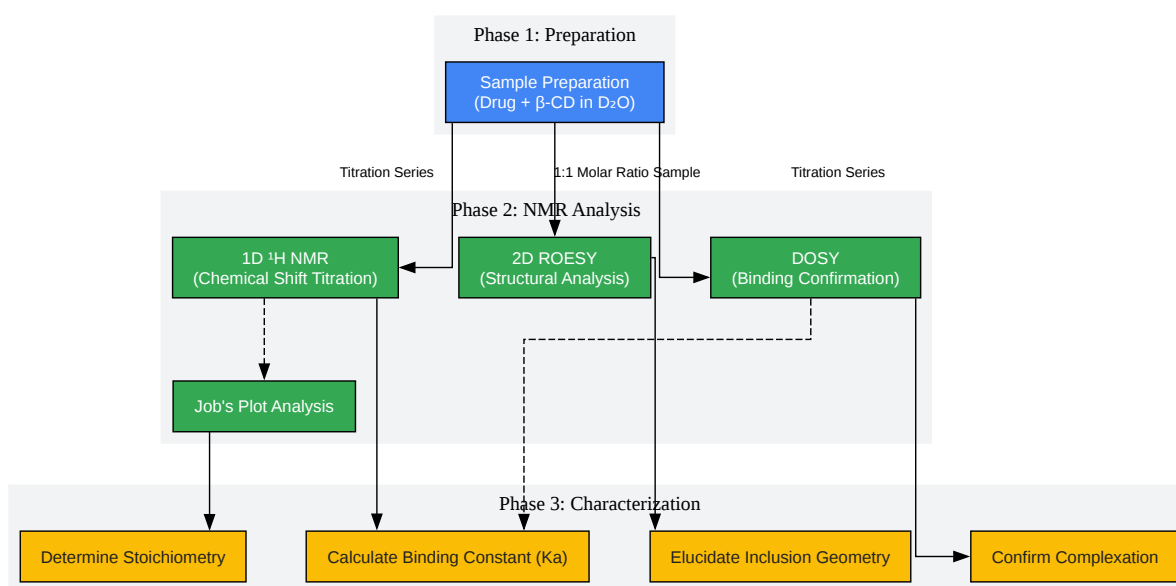 Phase 1: Preparation
Sample Preparation
(Drug + β-CD in D₂O)
Titration Series
1:1 Molar Ratio Sample
Titration Series
Phase 2: NMR Analysis
1D ¹H NMR
(Chemical Shift Titration)
2D ROESY
(Structural Analysis)
DOSY
(Binding Confirmation)
Job's Plot Analysis
Phase 3: Characterization
Determine Stoichiometry
Calculate Binding Constant (Ka)
Elucidate Inclusion Geometry
Confirm Complexation